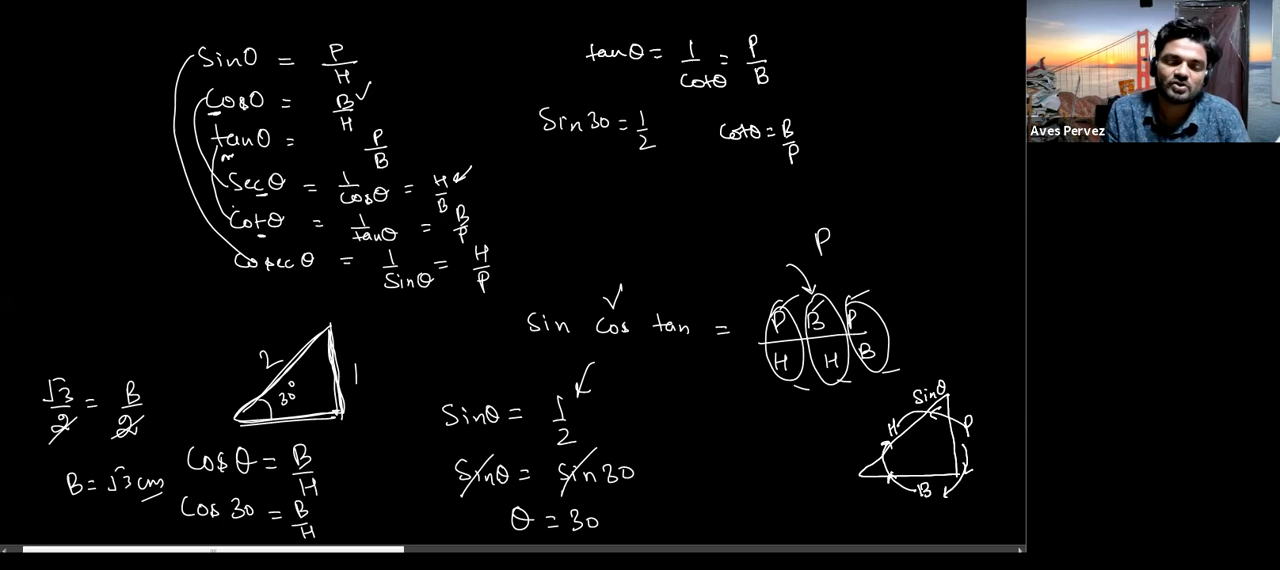 Sinθ = P/H
Cosθ = B/H ✓
tanθ = P/B
Secθ = 1/Cosθ = H/B ✓
Cotθ = 1/tanθ = B/P
Cosecθ = 1/Sinθ = H/P
tanθ = 1/Cotθ = P/B
Sin30 = 1/2
Cotθ = B/P
Aves Pervez
P
Sin Cos tan = P/H B/H P/B
✓
2
1
30°
√3/2 = B/2
B = √3 cm
Cosθ = B/H
Cos 30 = B/H
Sinθ = 1/2
Sinθ = Sin30
θ = 30
Sinθ
H
P
B